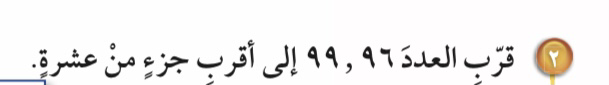 ٢ قرّبِ العددَ ٩٩,٩٦ إلى أقربِ جزءٍ منْ عشرةٍ.